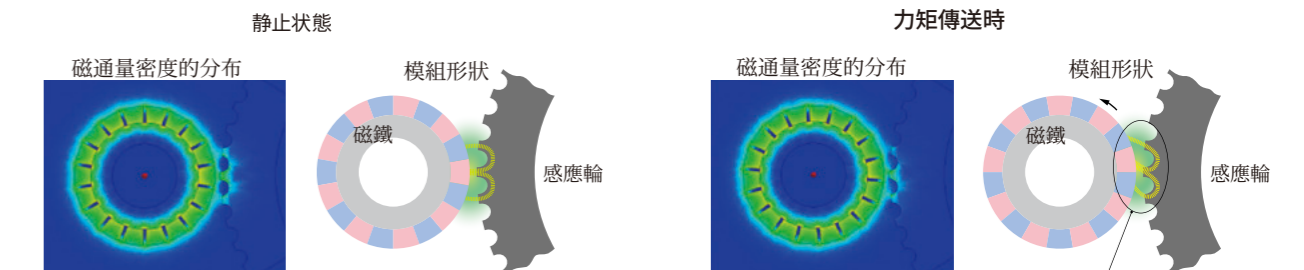 静止状態
力矩傳送時
磁通量密度的分布
模組形狀
磁鐵
感應輪
磁通量密度的分布
模組形狀
磁鐵
感應輪